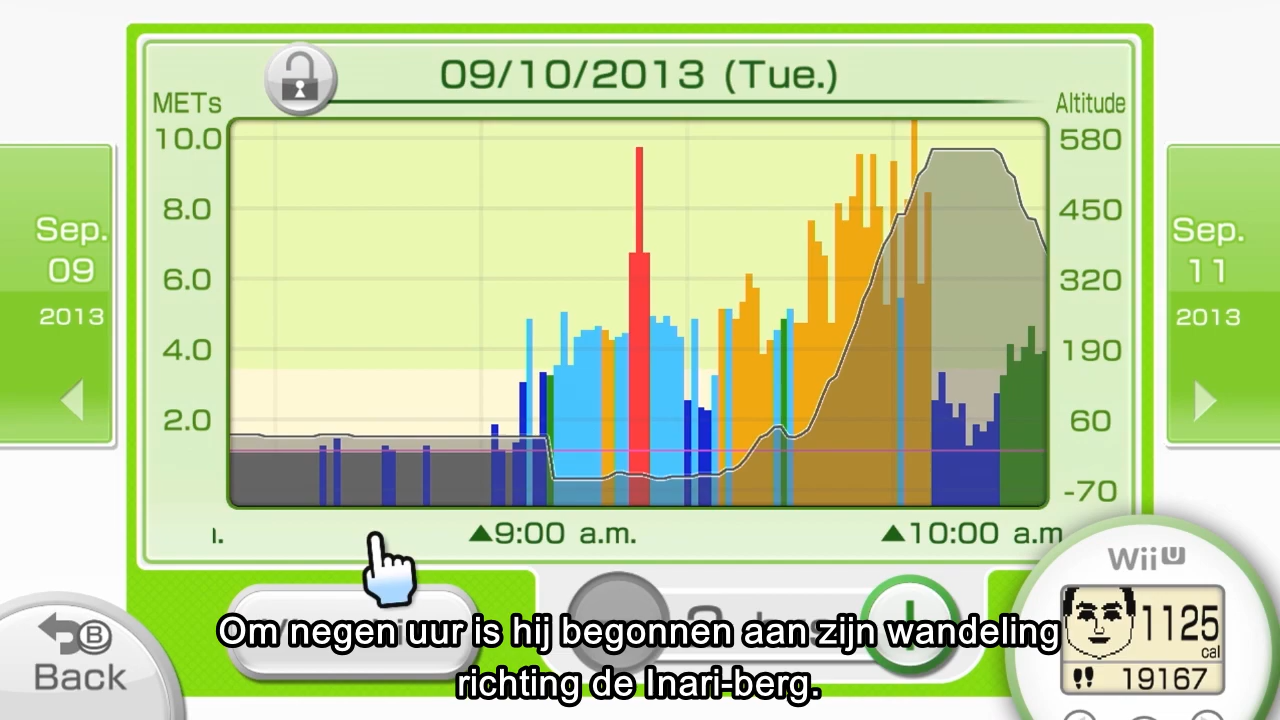 09/10/2013 (Tue.)
METs
Altitude
10.0
580
8.0
450
6.0
320
4.0
190
2.0
60
-70
Sep.
09
2013
Sep.
11
2013
▲9:00 a.m.
▲10:00 a.m
Wii U
1125
cal
19167
B
Back
Om negen uur is hij begonnen aan zijn wandeling
richting de Inari-berg.